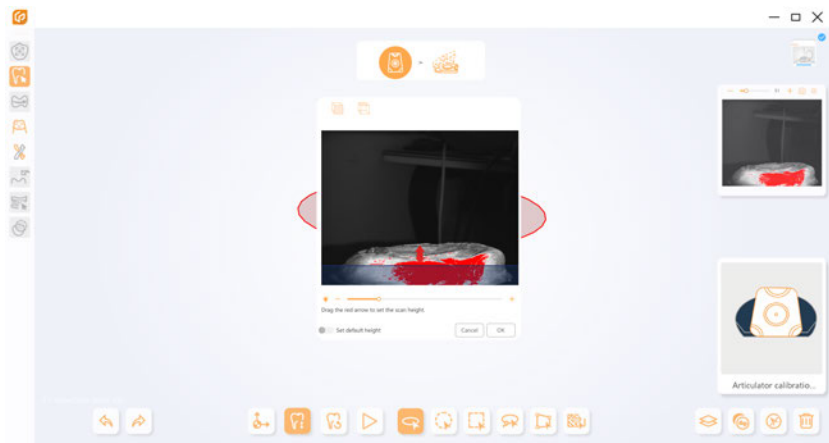 Drag the red arrow to set the scan height.
Set default height
Cancel
OK
Articulator calibratio...